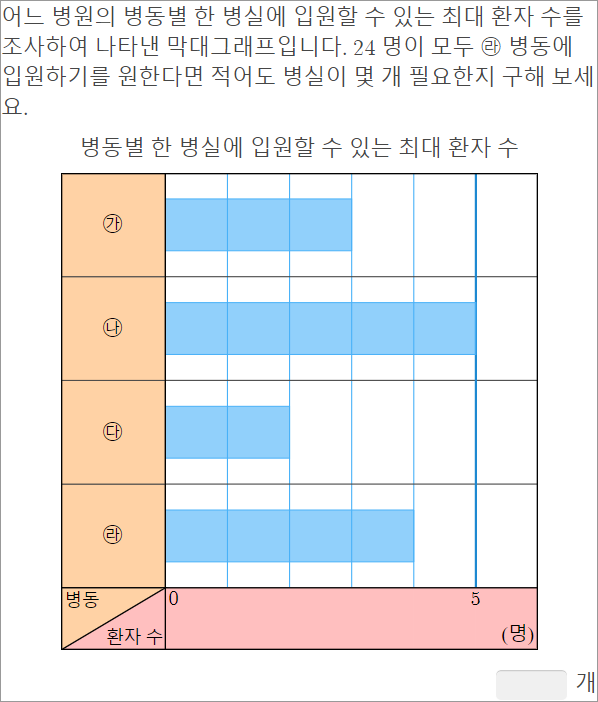 어느 병원의 병동별 한 병실에 입원할 수 있는 최대 환자 수를
조사하여 나타낸 막대그래프입니다. 24 명이 모두 ㉣ 병동에
입원하기를 원한다면 적어도 병실이 몇 개 필요한지 구해 보세
요.
병동별 한 병실에 입원할 수 있는 최대 환자 수
㉮
㉯
㉰
㉱
병동
환자 수
0
5
(명)
개